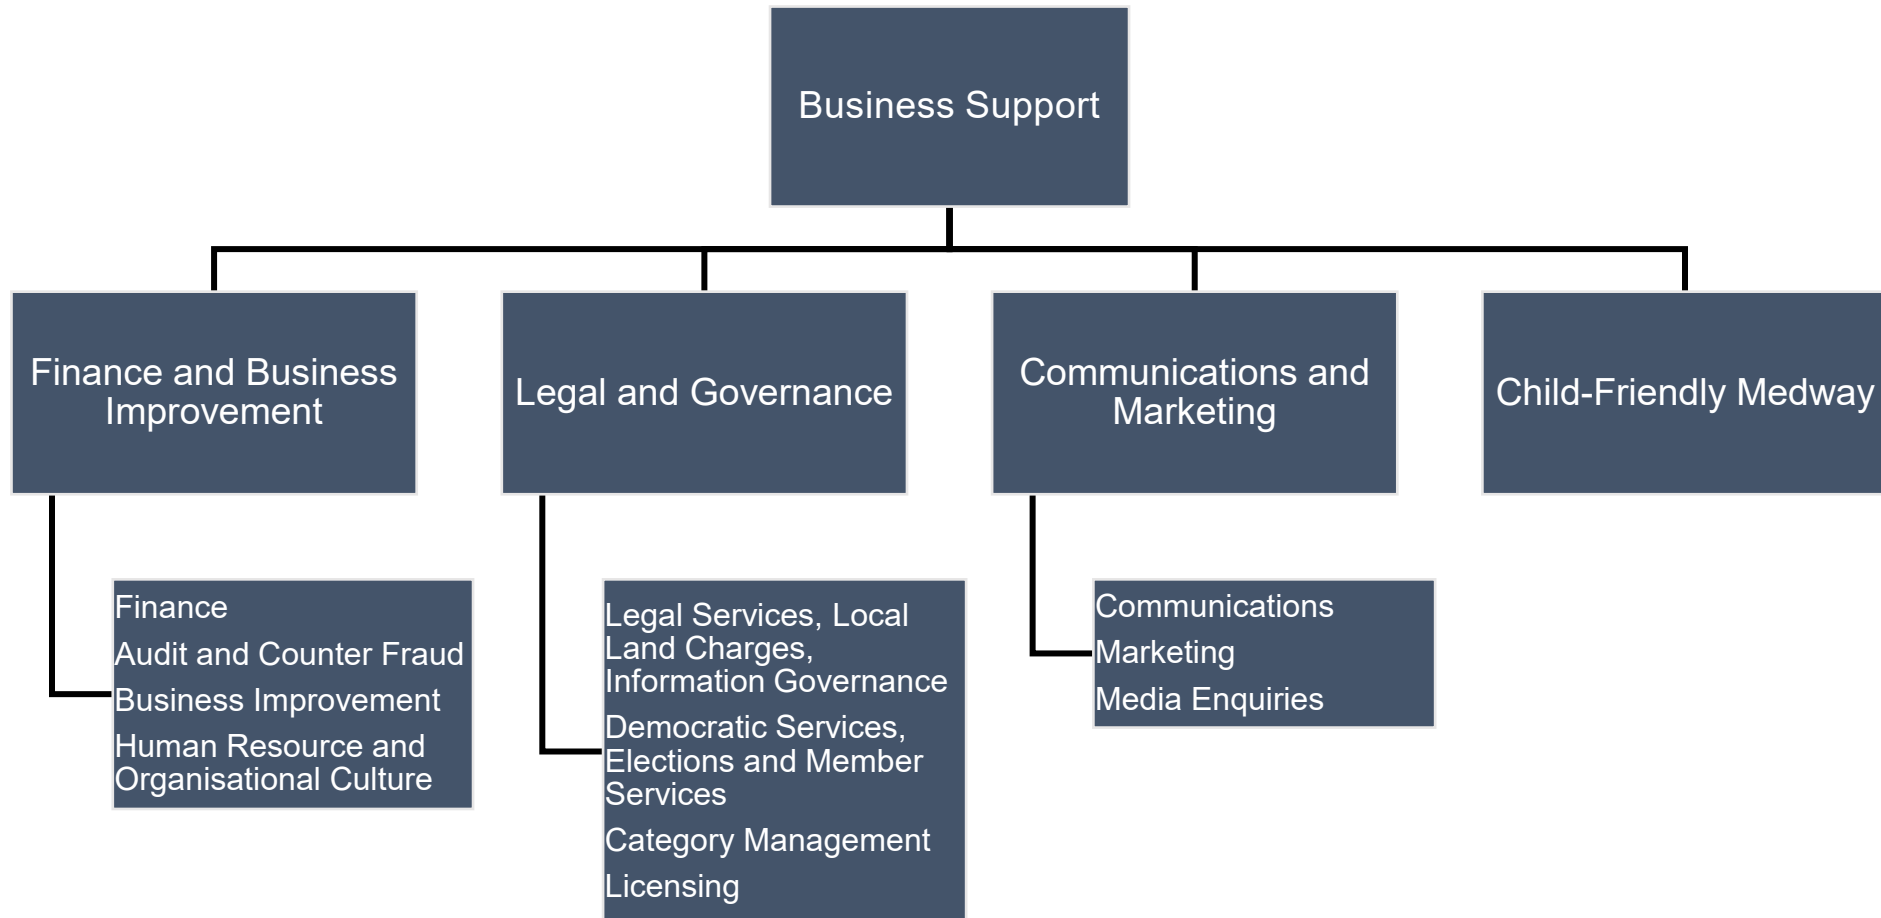 Business Support
Finance and Business
Improvement
Legal and Governance
Communications and
Marketing
Child-Friendly Medway
Finance
Audit and Counter Fraud
Business Improvement
Human Resource and
Organisational Culture
Legal Services, Local
Land Charges,
Information Governance
Democratic Services,
Elections and Member
Services
Category Management
Licensing
Communications
Marketing
Media Enquiries